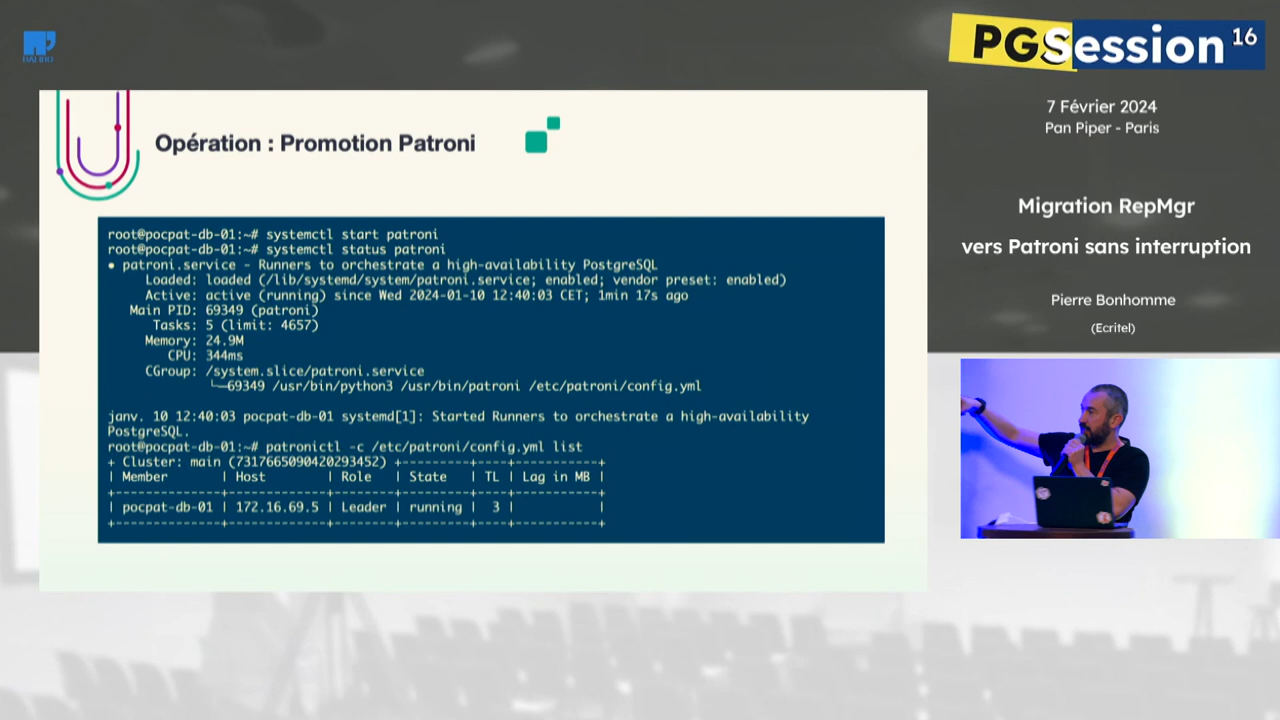 PGSession 16
7 Février 2024
Pan Piper - Paris
Migration RepMgr
vers Patroni sans interruption
Pierre Bonhomme
(Ecritel)
Opération : Promotion Patroni
root@pocpat-db-01:~# systemctl start patroni
root@pocpat-db-01:~# systemctl status patroni
● patroni.service - Runners to orchestrate a high-availability PostgreSQL
Loaded: loaded (/lib/systemd/system/patroni.service; enabled; vendor preset: enabled)
Active: active (running) since Wed 2024-01-10 12:40:03 CET; 1min 17s ago
Main PID: 69349 (patroni)
Tasks: 5 (limit: 4657)
Memory: 24.9M
CPU: 344ms
CGroup: /system.slice/patroni.service
└─69349 /usr/bin/python3 /usr/bin/patroni /etc/patroni/config.yml
janv. 10 12:40:03 pocpat-db-01 systemd[1]: Started Runners to orchestrate a high-availability
PostgreSQL.
root@pocpat-db-01:~# patronictl -c /etc/patroni/config.yml list
+ Cluster: main (7317665090420293452) +---------+----+-----------+
| Member | Host | Role | State | TL | Lag in MB |
+--------------+-------------+--------+---------+----+-----------+
| pocpat-db-01 | 172.16.69.5 | Leader | running | 3 | |
+--------------+-------------+--------+---------+----+-----------+